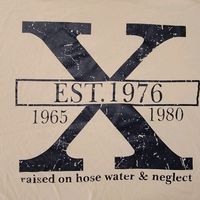 X
EST.1976
1965 1980
raised on hose water & neglect